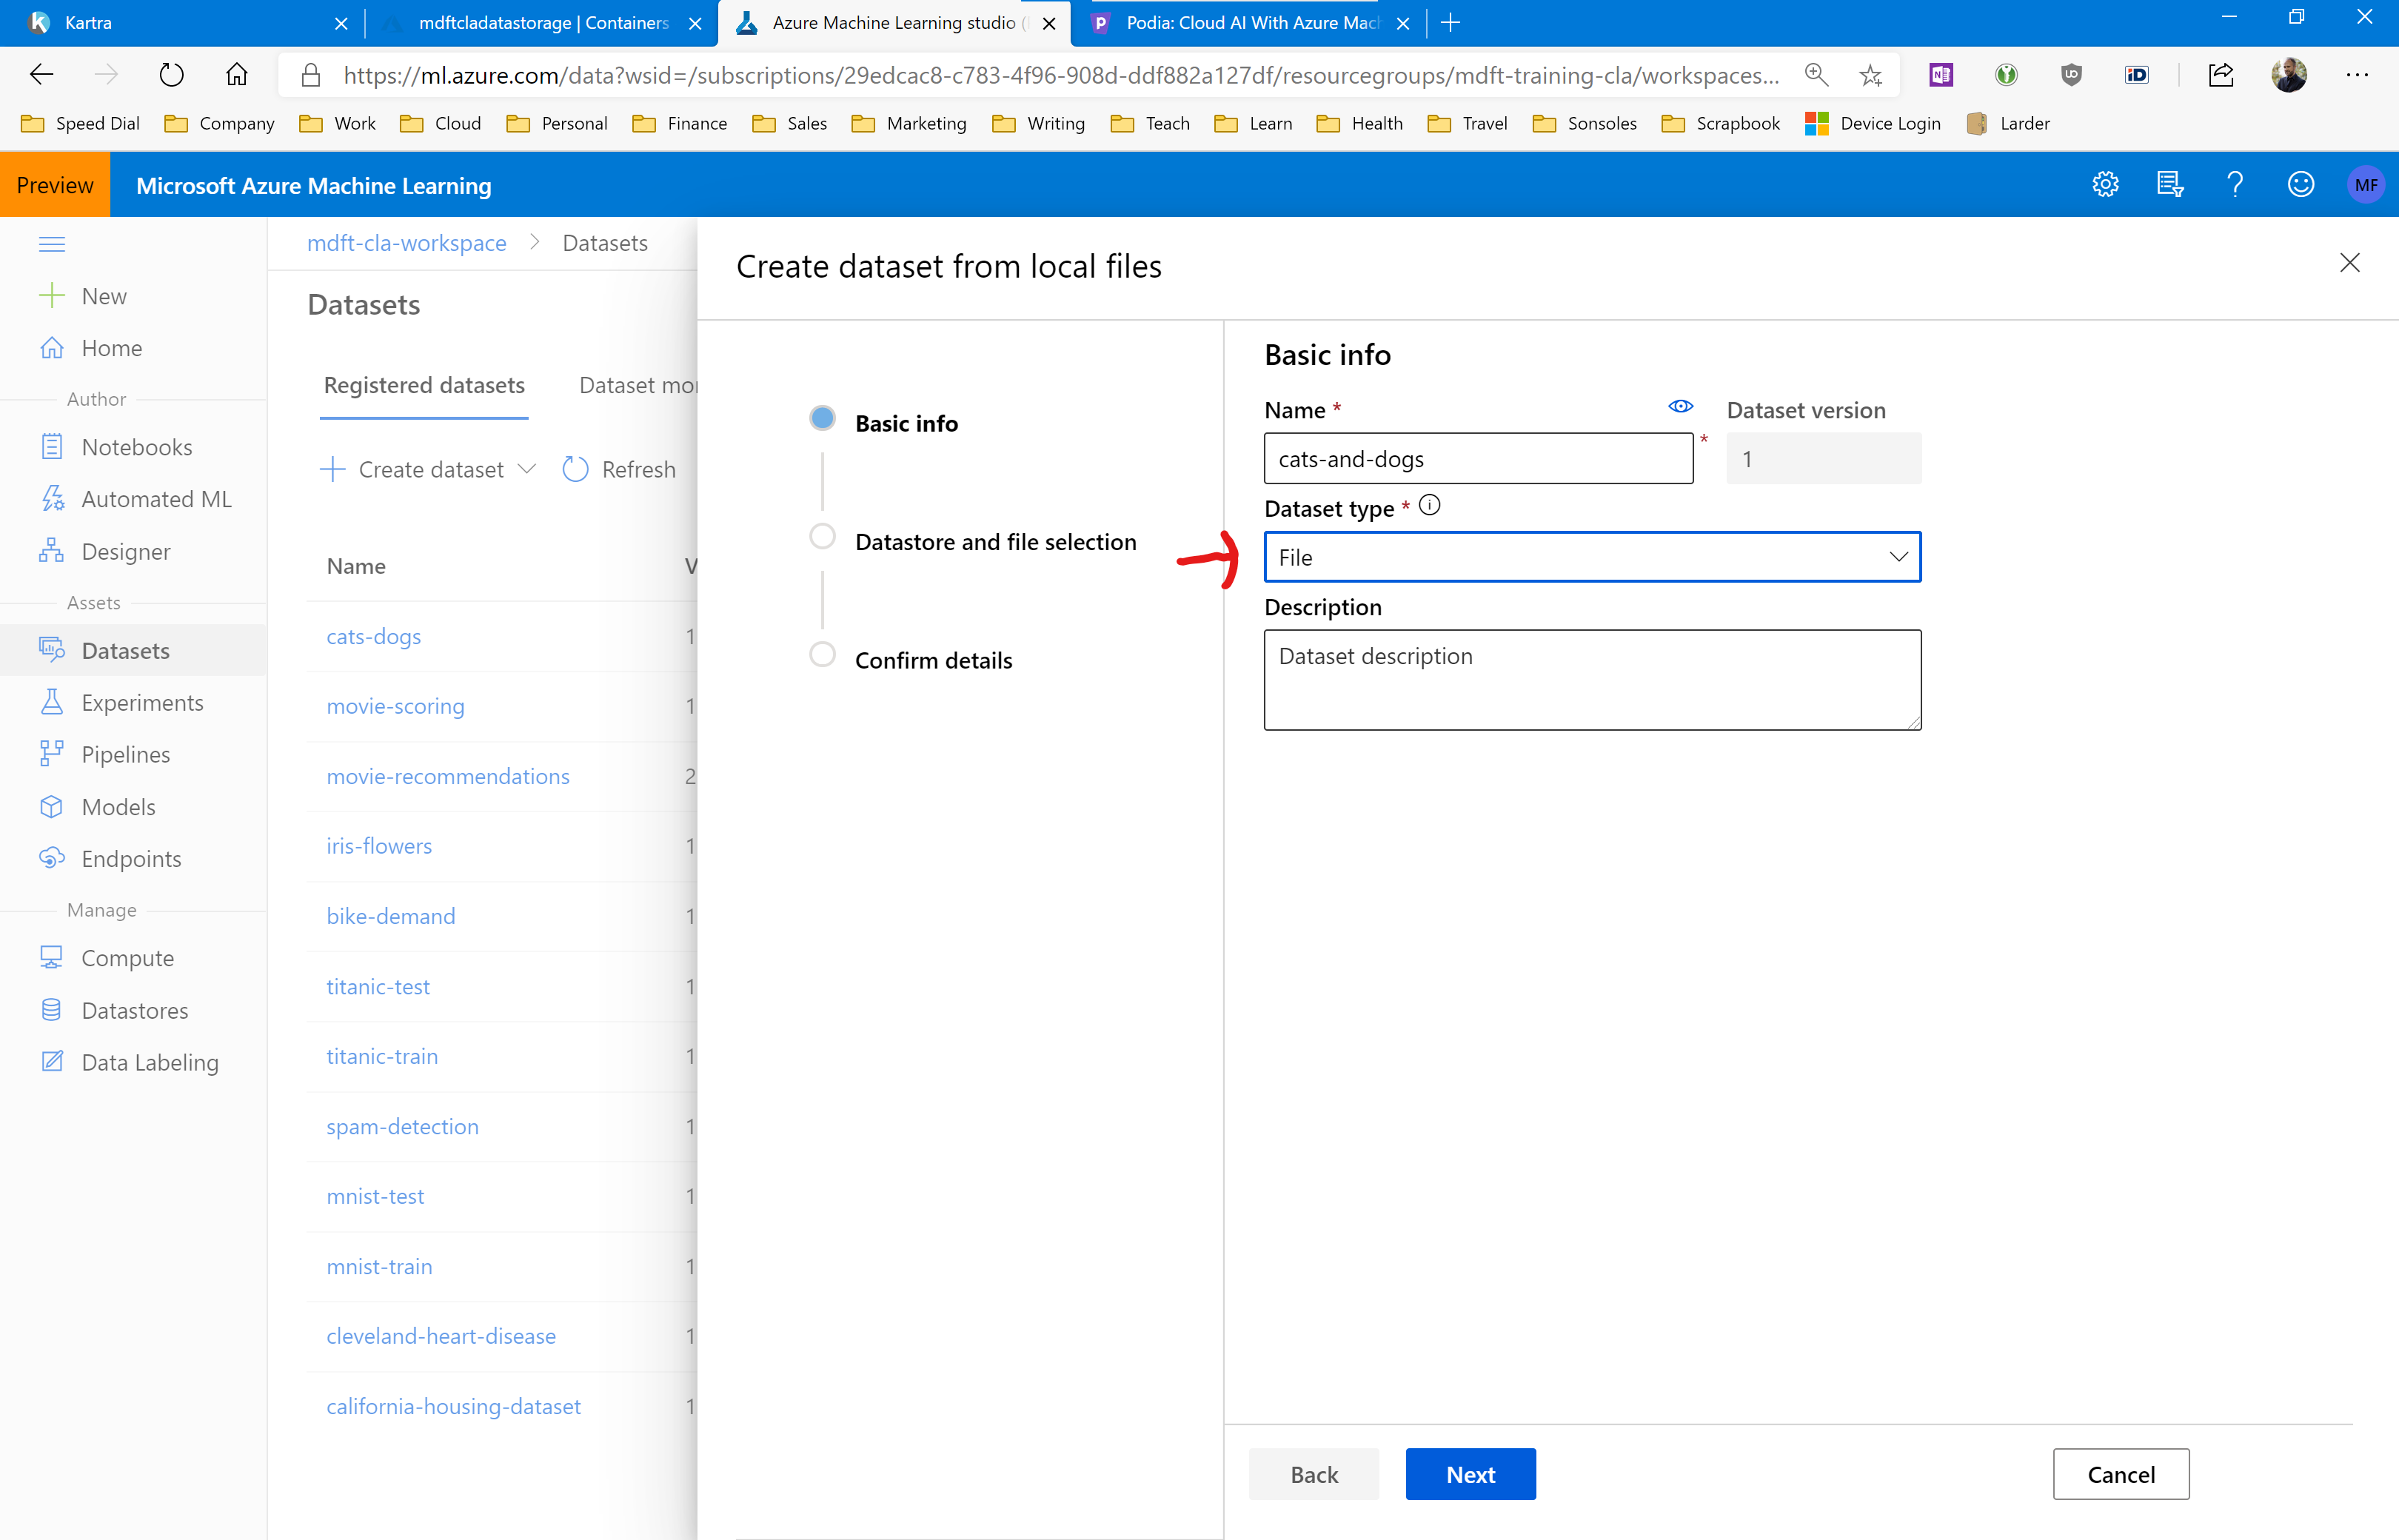 Kartra
mdftcladatastorage | Containers
Azure Machine Learning studio (
Podia: Cloud AI With Azure Mac
https://ml.azure.com/data?wsid=/subscriptions/29edcac8-c783-4f96-908d-ddf882a127df/resourcegroups/mdft-training-cla/workspaces...
Speed Dial Company Work Cloud Personal Finance Sales Marketing Writing Teach Learn Health Travel Sonsoles Scrapbook Device Login Larder
Preview Microsoft Azure Machine Learning MF
New
Home
Author
Notebooks
Automated ML
Designer
Assets
Datasets
Experiments
Pipelines
Models
Endpoints
Manage
Compute
Datastores
Data Labeling
mdft-cla-workspace > Datasets
Datasets
Registered datasets Dataset mo
Create dataset Refresh
Name V
cats-dogs 1
movie-scoring 1
movie-recommendations 2
iris-flowers 1
bike-demand 1
titanic-test 1
titanic-train 1
spam-detection 1
mnist-test 1
mnist-train 1
cleveland-heart-disease 1
california-housing-dataset 1
Create dataset from local files
Basic info
Datastore and file selection
Confirm details
Basic info
Name * Dataset version
cats-and-dogs * 1
Dataset type *
File
Description
Dataset description
Back Next Cancel